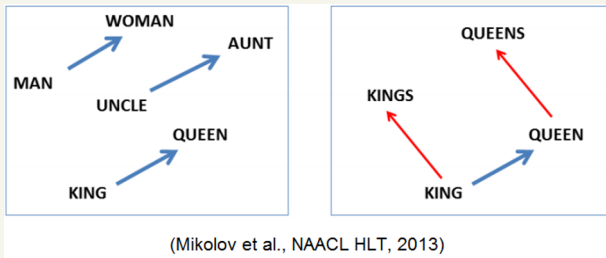 WOMAN
AUNT
MAN
UNCLE
QUEEN
KING
QUEENS
KINGS
QUEEN
KING
(Mikolov et al., NAACL HLT, 2013)